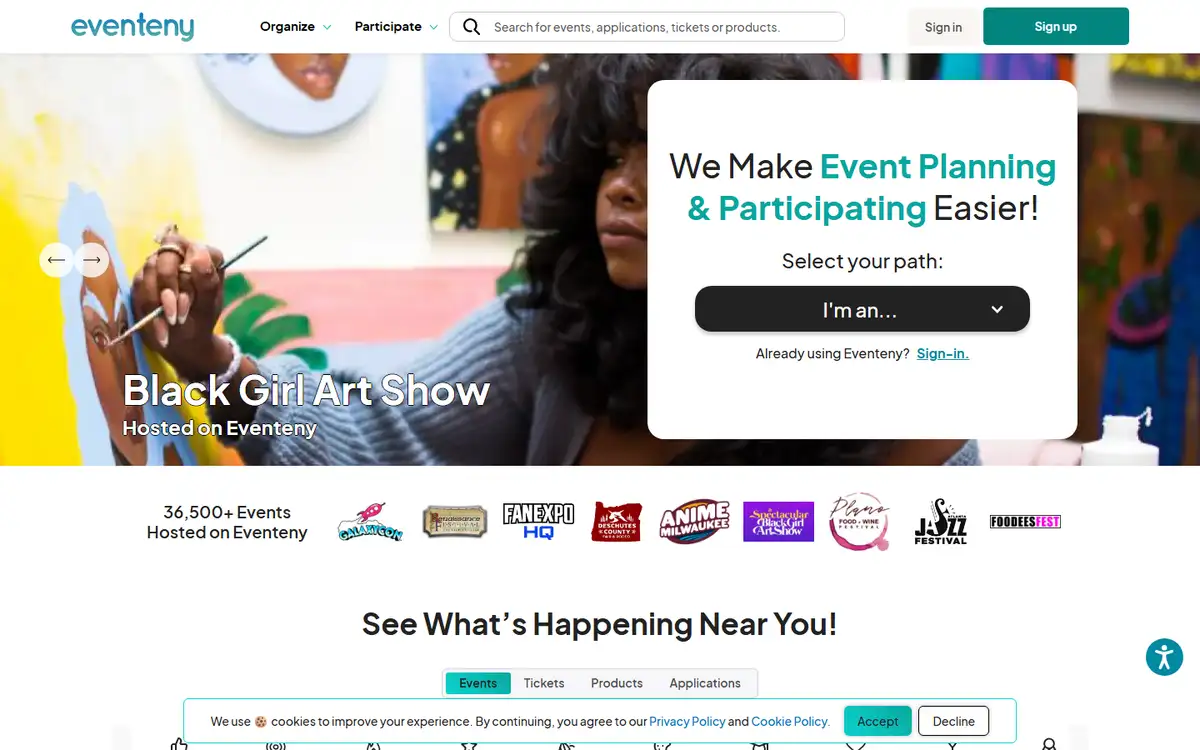 eventeny
Organize
Participate
Search for events, applications, tickets or products.
Sign in
Sign up
We Make Event Planning
& Participating Easier!
Select your path:
I'm an...
Already using Eventeny? Sign-in.
Black Girl Art Show
Hosted on Eventeny
36,500+ Events
Hosted on Eventeny
GALAXYCON
Renaissance
FANEXPO
HQ
DESCHUTES
COUNTY
ANIME
MILWAUKEE
Spectacular
Black Girl
Art Show
Plano
FOOD & WINE
FESTIVAL
ATLANTA
JAZZ
FESTIVAL
FOODEESFEST
See What's Happening Near You!
Events
Tickets
Products
Applications
We use 🍪 cookies to improve your experience. By continuing, you agree to our Privacy Policy and Cookie Policy.
Accept
Decline